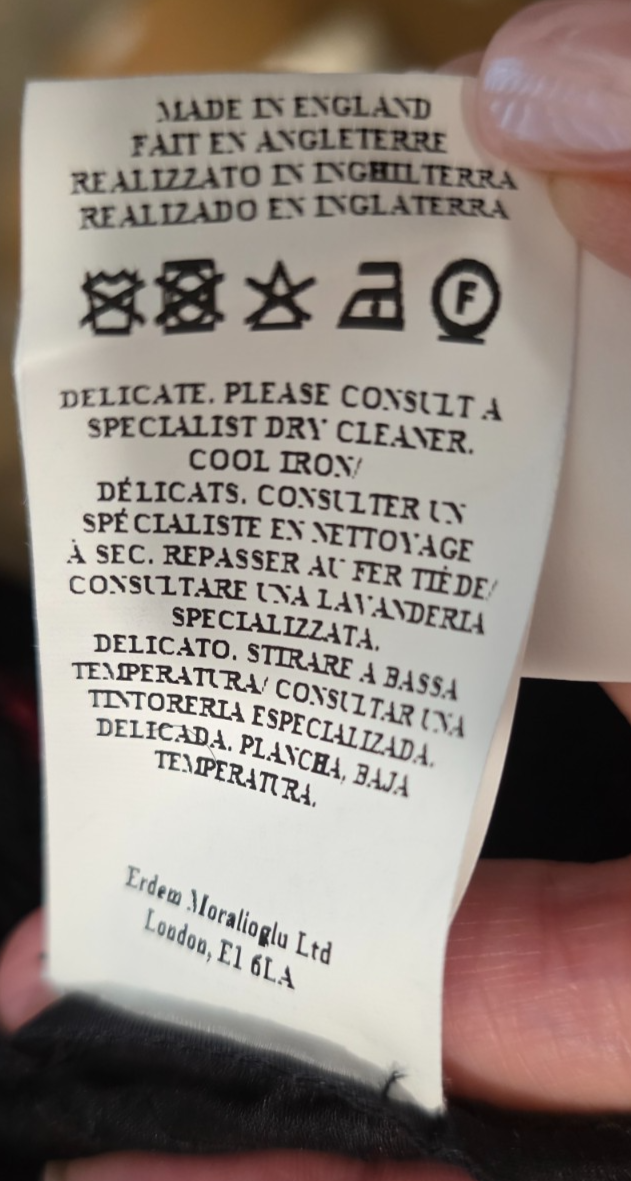 MADE IN ENGLAND
FAIT EN ANGLETERRE
REALIZZATO IN INGHILTERRA
REALIZADO EN INGLATERRA
F
DELICATE. PLEASE CONSULT A
SPECIALIST DRY CLEANER.
COOL IRON/
DÉLICATS. CONSULTER UN
SPÉCIALISTE EN NETTOYAGE
À SEC. REPASSER AU FER TIÈDE/
CONSULTARE UNA LAVANDERIA
SPECIALIZZATA.
DELICATO. STIRARE A BASSA
TEMPERATURA/ CONSULTAR UNA
TINTORERIA ESPECIALIZADA.
DELICADA. PLANCHA, BAJA
TEMPERATURA.
Erdem Moralioglu Ltd
London, E1 6LA